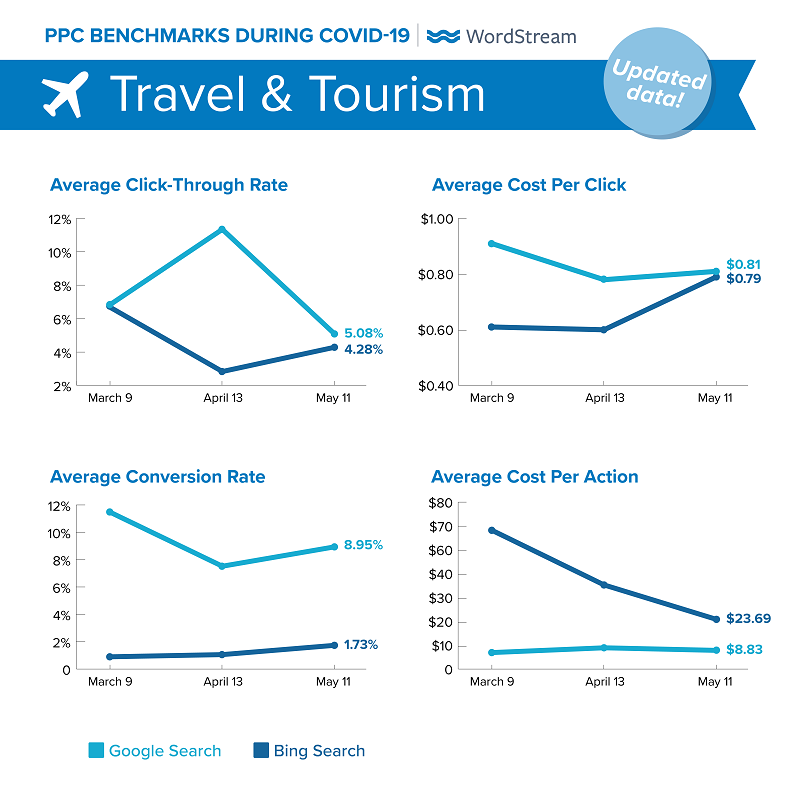 PPC BENCHMARKS DURING COVID-19 | WordStream
Travel & Tourism
Updated
data!
Average Click-Through Rate
12%
10%
8%
6%
4%
2%
5.08%
4.28%
March 9 April 13 May 11
Average Cost Per Click
$1.00
$0.80
$0.60
$0.40
$0.81
$0.79
March 9 April 13 May 11
Average Conversion Rate
12%
10%
8%
6%
4%
2%
0
8.95%
1.73%
March 9 April 13 May 11
Average Cost Per Action
$80
$70
$60
$50
$40
$30
$20
$10
0
$23.69
$8.83
March 9 April 13 May 11
Google Search Bing Search